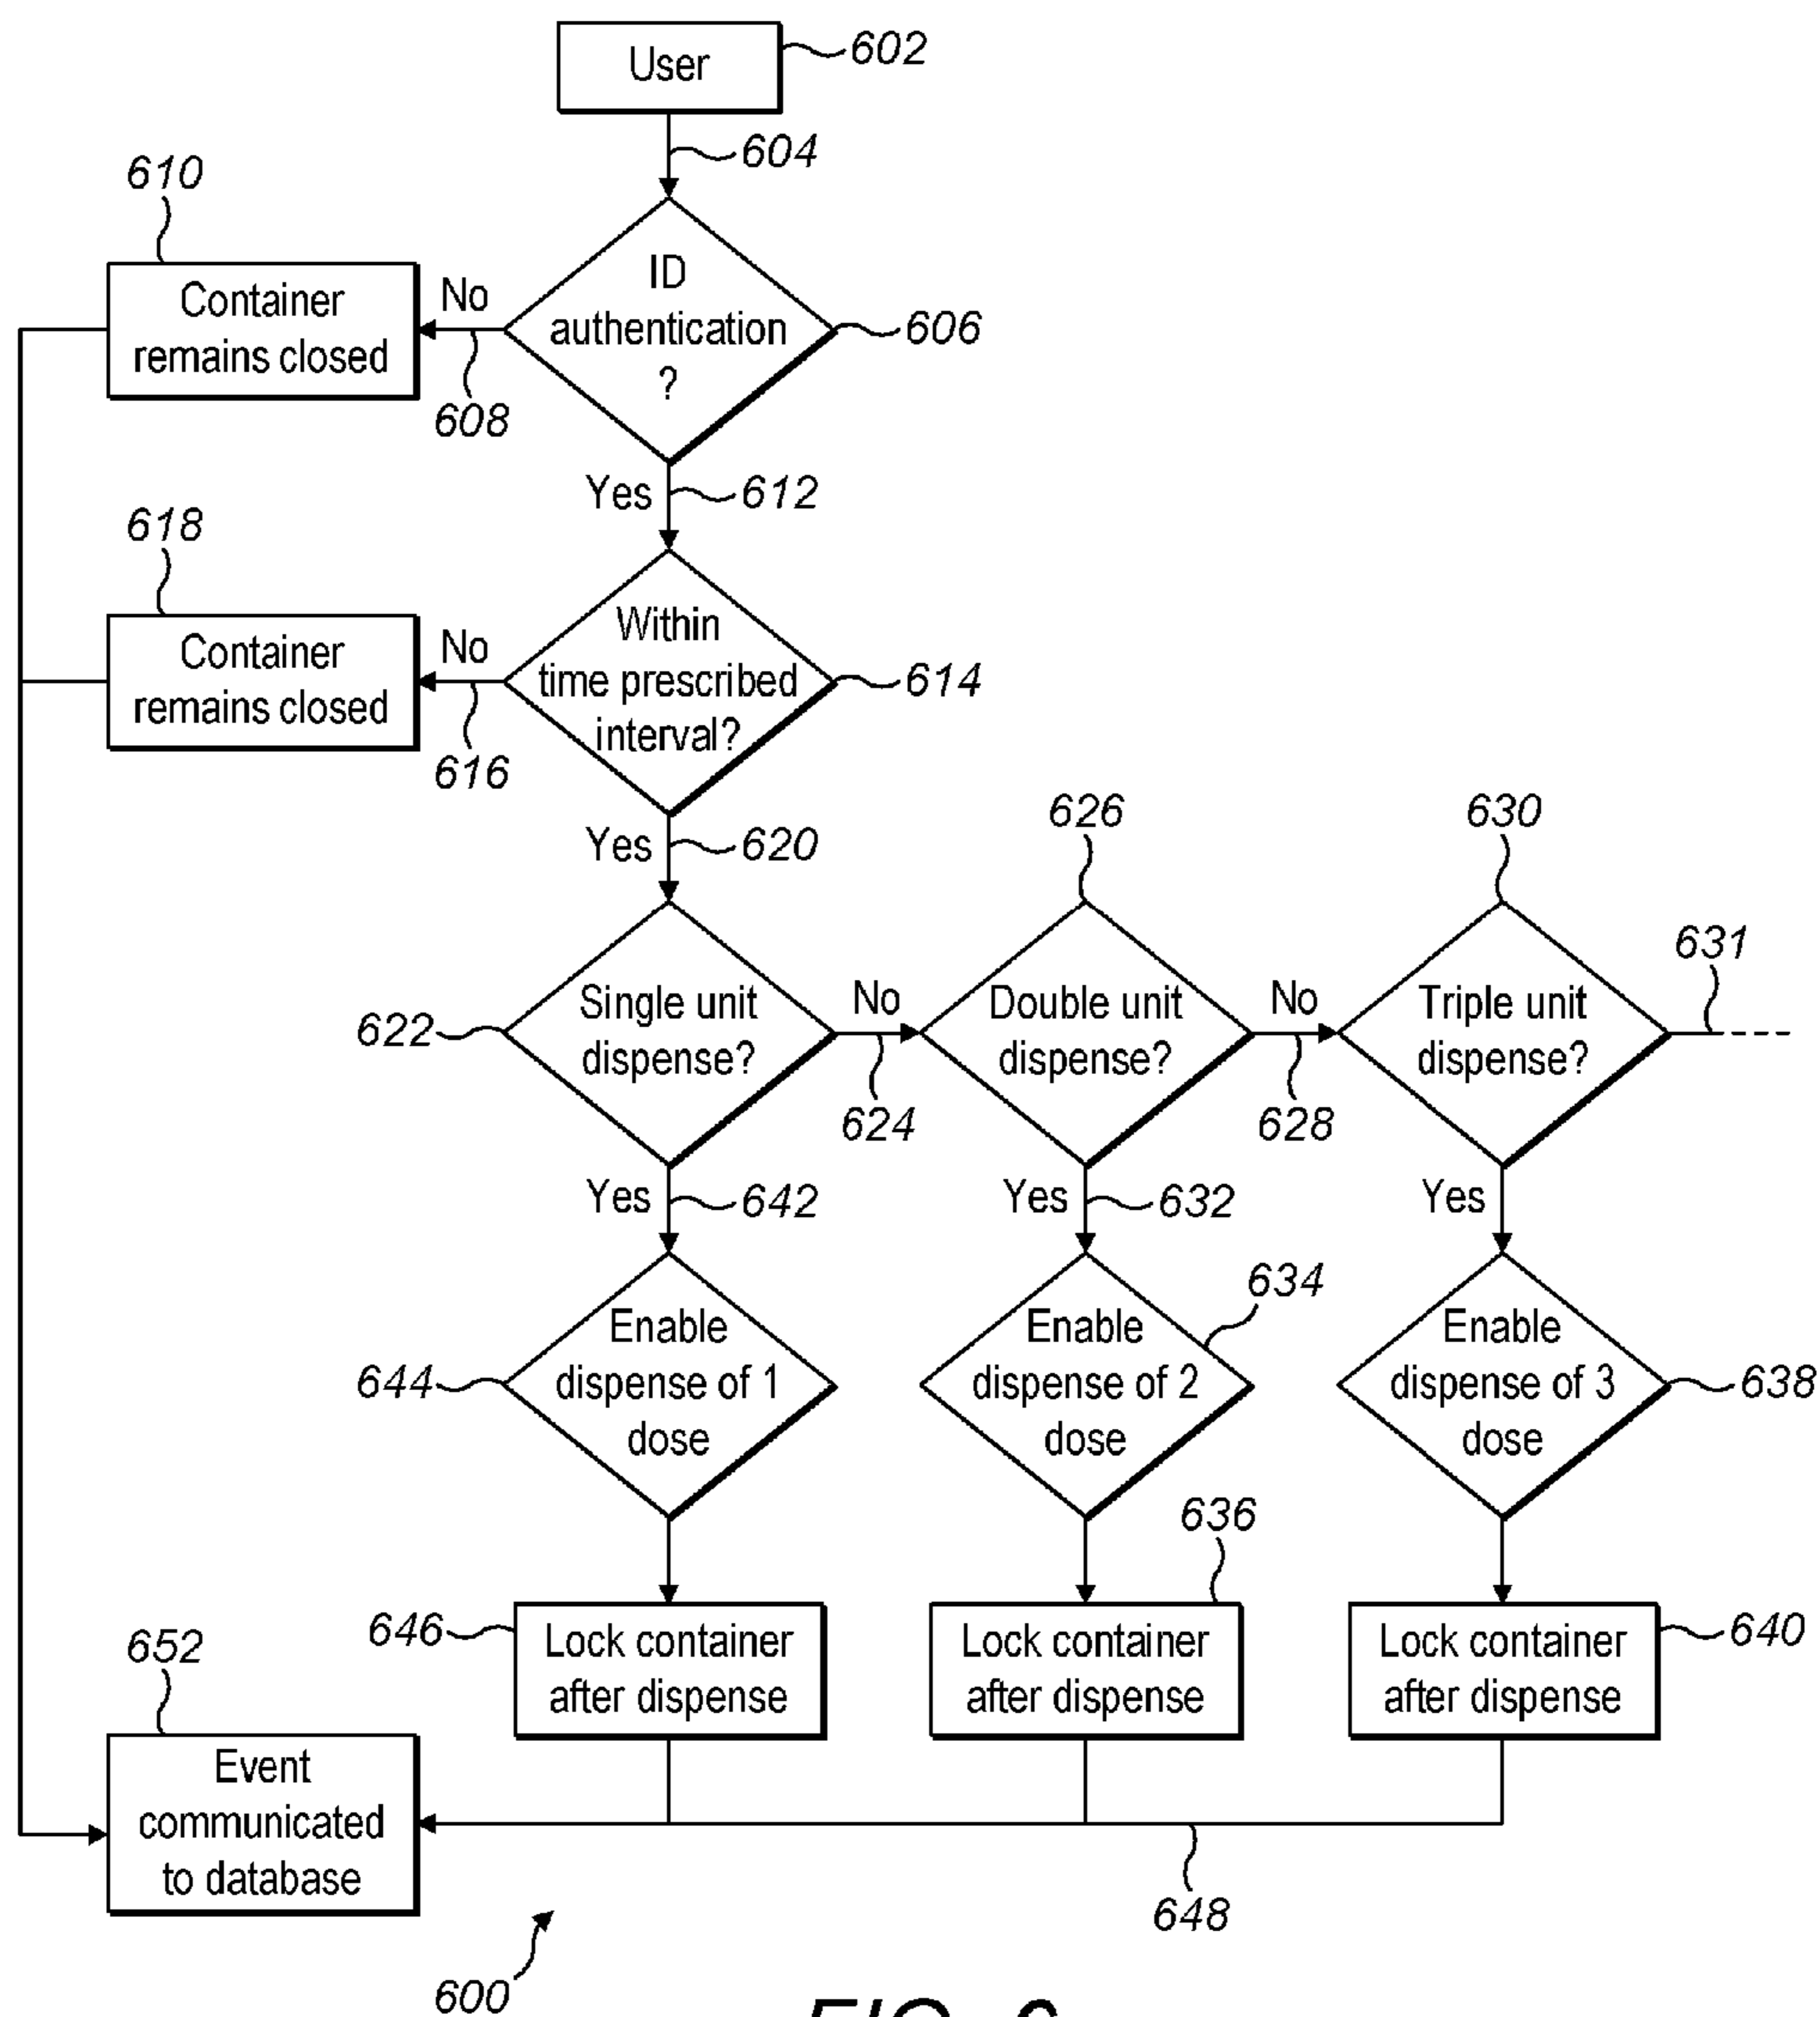 User
602
604
610
ID
authentication
?
606
No
608
Container
remains closed
Yes
612
618
Within
time prescribed
interval?
614
No
616
Container
remains closed
Yes
620
626
630
631
622
Single unit
dispense?
No
624
Double unit
dispense?
No
628
Triple unit
dispense?
Yes
642
Yes
632
Yes
634
644
Enable
dispense of 1
dose
Enable
dispense of 2
dose
Enable
dispense of 3
dose
638
636
646
Lock container
after dispense
Lock container
after dispense
Lock container
after dispense
640
652
Event
communicated
to database
648
600